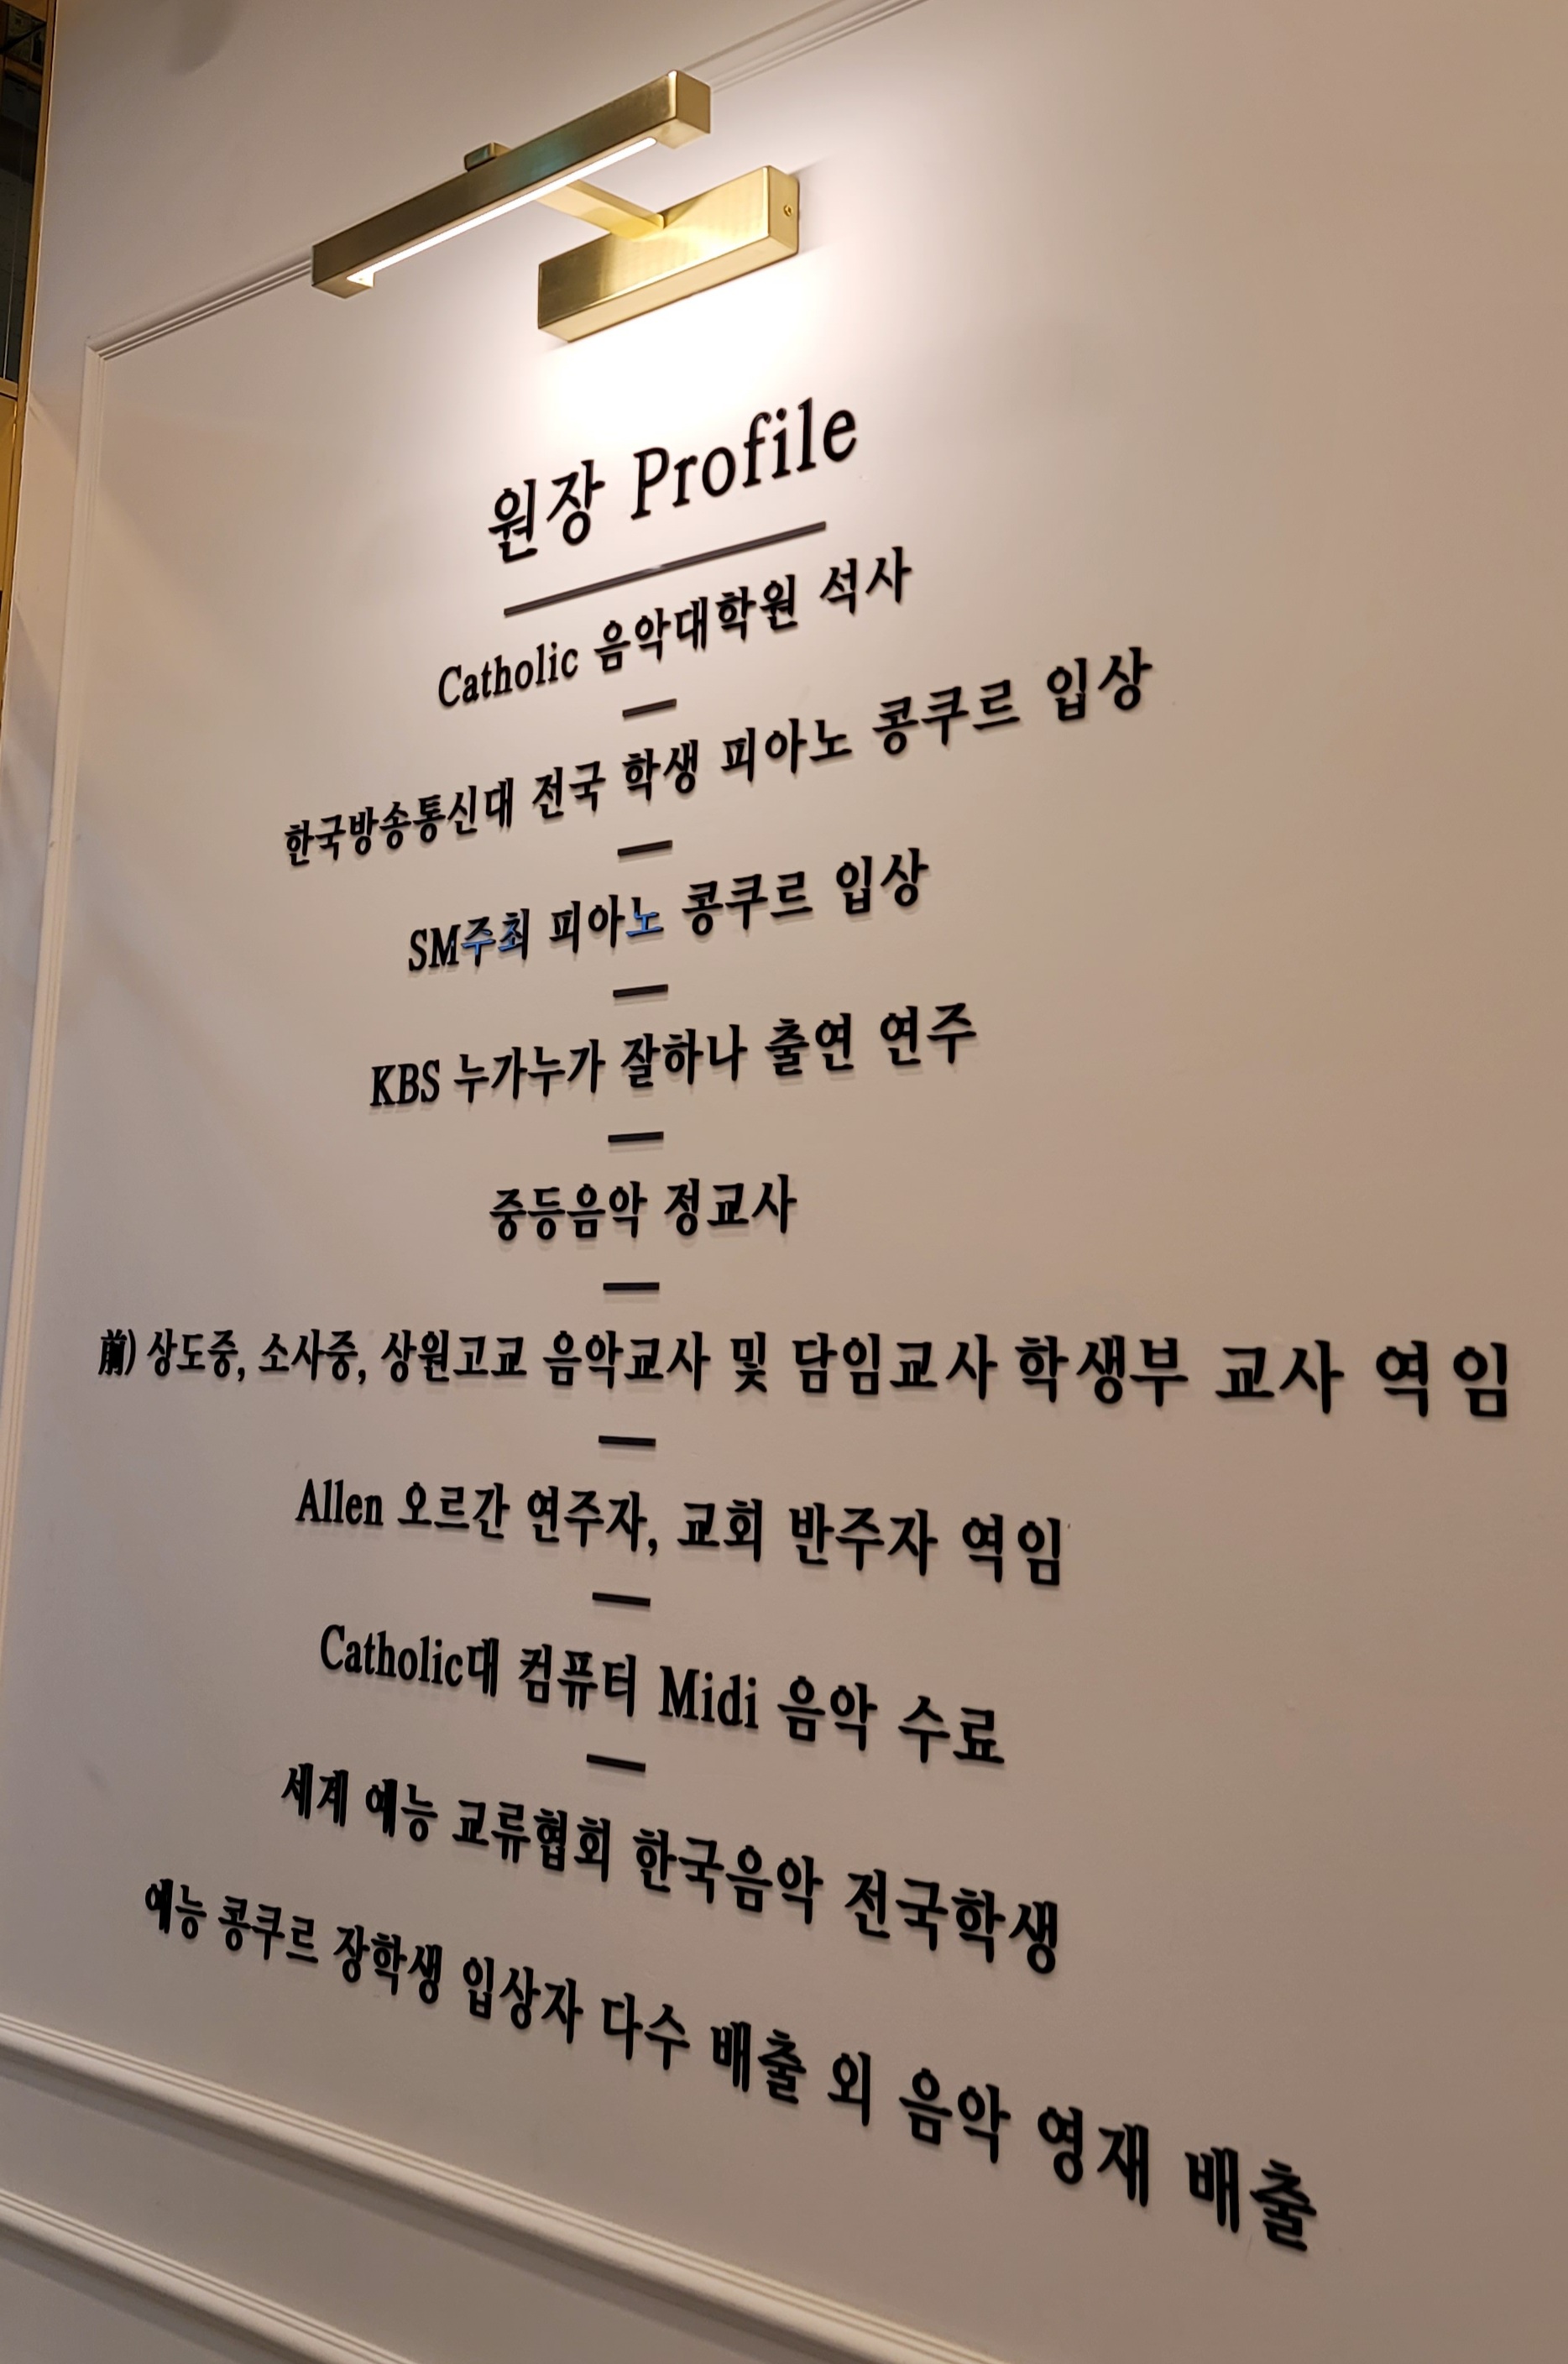 원장 Profile
Catholic 음악대학원 석사
한국방송통신대 전국 학생 피아노 콩쿠르 입상
SM주최 피아노 콩쿠르 입상
KBS 누가누가 잘하나 출연 연주
중등음악 정교사
前) 상도중, 소사중, 상원고교 음악교사 및 담임교사 학생부 교사 역임
Allen 오르간 연주자, 교회 반주자 역임
Catholic대 컴퓨터 Midi 음악 수료
세계 예능 교류협회 한국음악 전국학생
예능 콩쿠르 장학생 입상자 다수 배출 외 음악 영재 배출